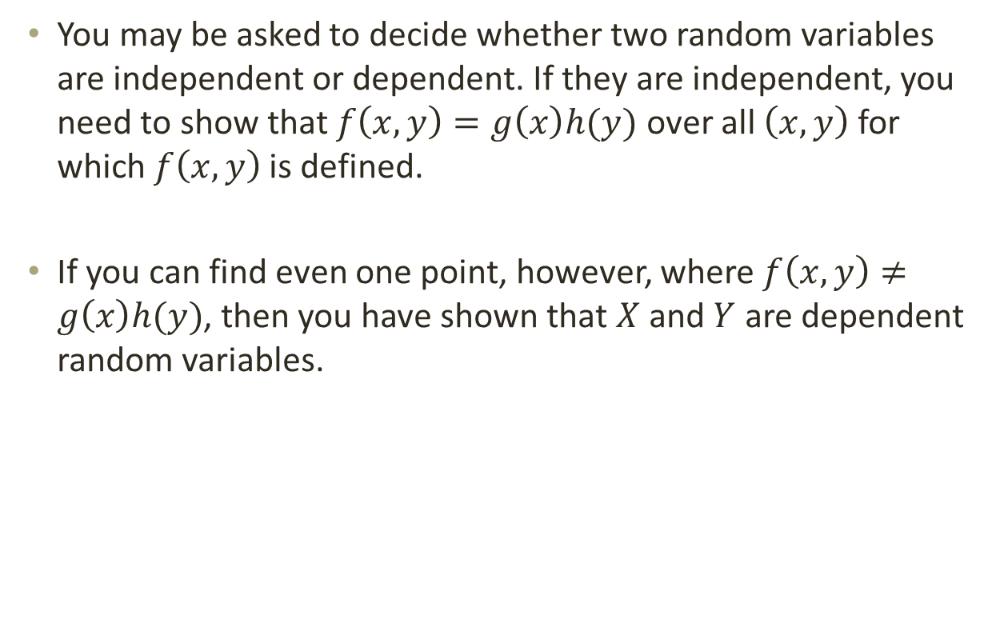 • You may be asked to decide whether two random variables
are independent or dependent. If they are independent, you
need to show that f(x, y) = g(x)h(y) over all (x, y) for
which f(x, y) is defined.
• If you can find even one point, however, where f(x, y) ≠
g(x)h(y), then you have shown that X and Y are dependent
random variables.